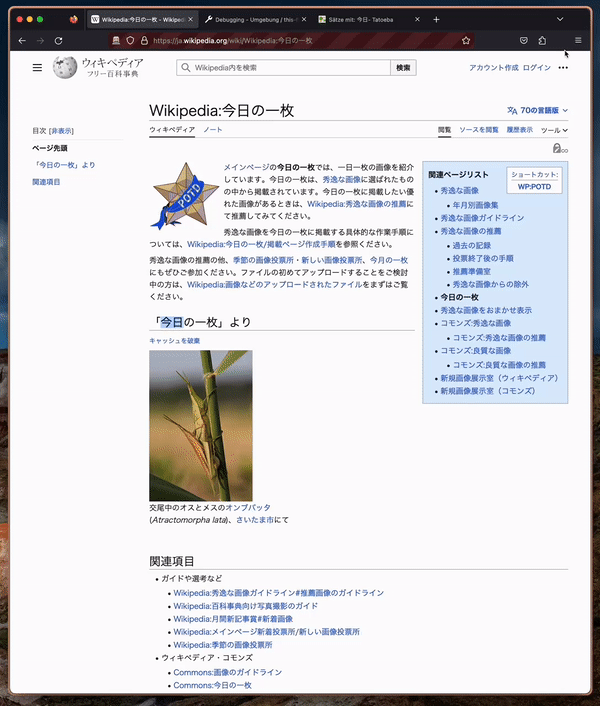 Wikipedia:今日の一枚 – Wikipedi
Debugging - Umgebung / this-F
Sätze mit: 今日- Tatoeba
https://ja.wikipedia.org/wiki/Wikipedia:今日の一枚
ウィキペディア
フリー百科事典
Wikipedia内を検索
検索
アカウント作成 ログイン •••
Wikipedia:今日の一枚
70の言語版
目次 [非表示]
ページ先頭
「今日の一枚」より
関連項目
ウィキペディア ノート
閲覧 ソースを閲覧 履歴表示 ツール
POTD
メインページの今日の一枚では、一日一枚の画像を紹
介しています。今日の一枚は、秀逸な画像に選ばれたもの
の中から掲載されています。今日の一枚に掲載したい優
れた画像があるときは、Wikipedia:秀逸な画像の推薦に
て推薦してみてください。
秀逸な画像を今日の一枚に掲載する具体的な作業手順に
ついては、Wikipedia:今日の一枚/掲載ページ作成手順を参照ください。
秀逸な画像の推薦の他、季節の画像投票所・新しい画像投票所、今月の一枚
にもぜひご参加ください。ファイルの初めてアップロードすることをご検討
中の方は、Wikipedia:画像などのアップロードされたファイルをまずはご覧
ください。
関連ページリスト
ショートカット:
WP:POTD
• 秀逸な画像
• 年月別画像集
• 秀逸な画像ガイドライン
• 秀逸な画像の推薦
• 過去の記録
• 投票終了後の手順
• 推薦準備室
• 秀逸な画像からの除外
• 今日の一枚
• 秀逸な画像をおまかせ表示
• コモンズ:秀逸な画像
• コモンズ:秀逸な画像の推薦
• コモンズ:良質な画像
• コモンズ:良質な画像の推薦
• 新規画像展示室（ウィキペディア）
• 新規画像展示室（コモンズ）
「今日の一枚」より
キャッシュを破棄
交尾中のオスとメスのオンブバッタ
(Atractomorpha lata)、さいたま市にて
関連項目
• ガイドや選考など
• Wikipedia:秀逸な画像ガイドライン#推薦画像のガイドライン
• Wikipedia:百科事典向け写真撮影のガイド
• Wikipedia:月間新記事賞#新着画像
• Wikipedia:メインページ新着投票所/新しい画像投票所
• Wikipedia:季節の画像投票所
• ウィキペディア・コモンズ
• Commons:画像のガイドライン
• Commons:今日の一枚